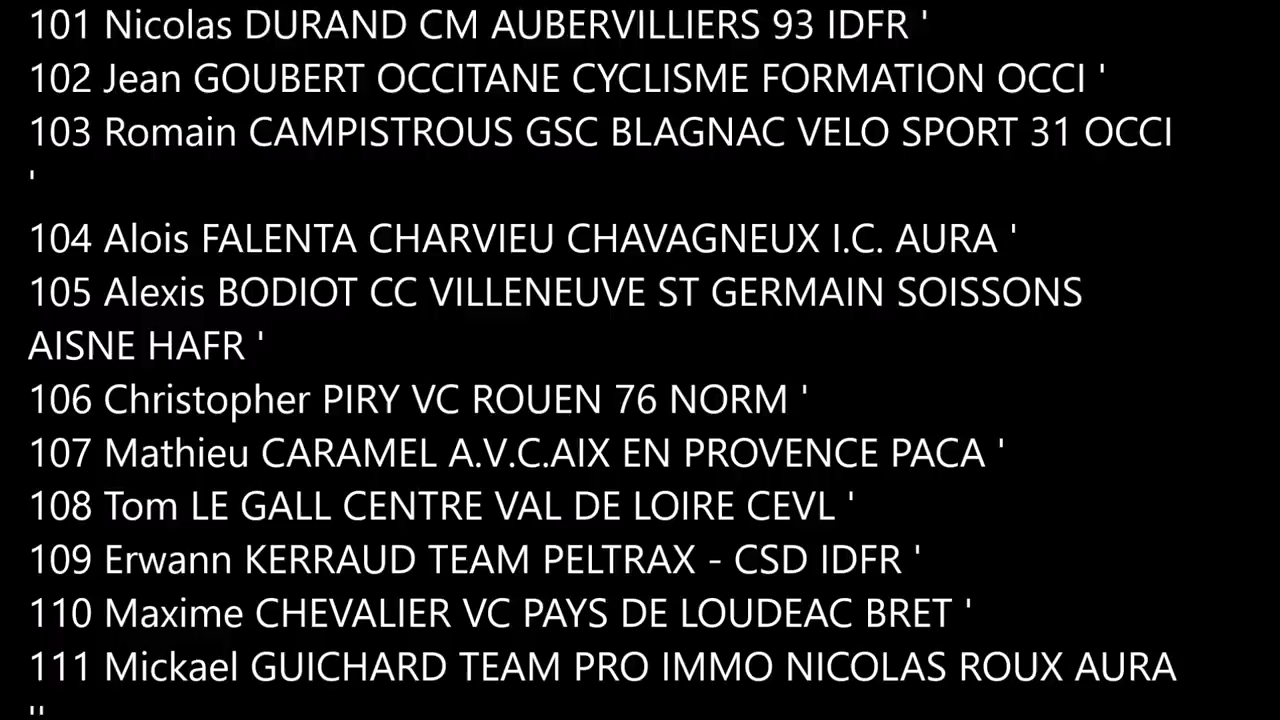 101 Nicolas DURAND CM AUBERVILLIERS 93 IDFR '
102 Jean GOUBERT OCCITANE CYCLISME FORMATION OCCI '
103 Romain CAMPISTROUS GSC BLAGNAC VELO SPORT 31 OCCI
'
104 Alois FALENTA CHARVIEU CHAVAGNEUX I.C. AURA '
105 Alexis BODIOT CC VILLENEUVE ST GERMAIN SOISSONS
AISNE HAFR '
106 Christopher PIRY VC ROUEN 76 NORM '
107 Mathieu CARAMEL A.V.C.AIX EN PROVENCE PACA '
108 Tom LE GALL CENTRE VAL DE LOIRE CEVL '
109 Erwann KERRAUD TEAM PELTRAX - CSD IDFR '
110 Maxime CHEVALIER VC PAYS DE LOUDEAC BRET '
111 Mickael GUICHARD TEAM PRO IMMO NICOLAS ROUX AURA
''